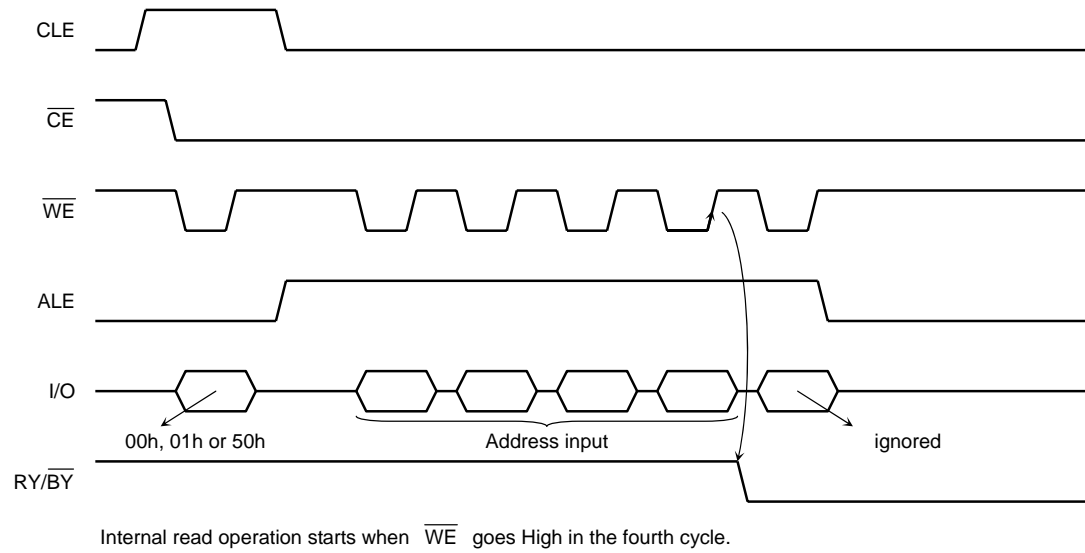 CLE
CE
WE
ALE
I/O
00h, 01h or 50h
Address input
ignored
RY/BY
Internal read operation starts when WE goes High in the fourth cycle.